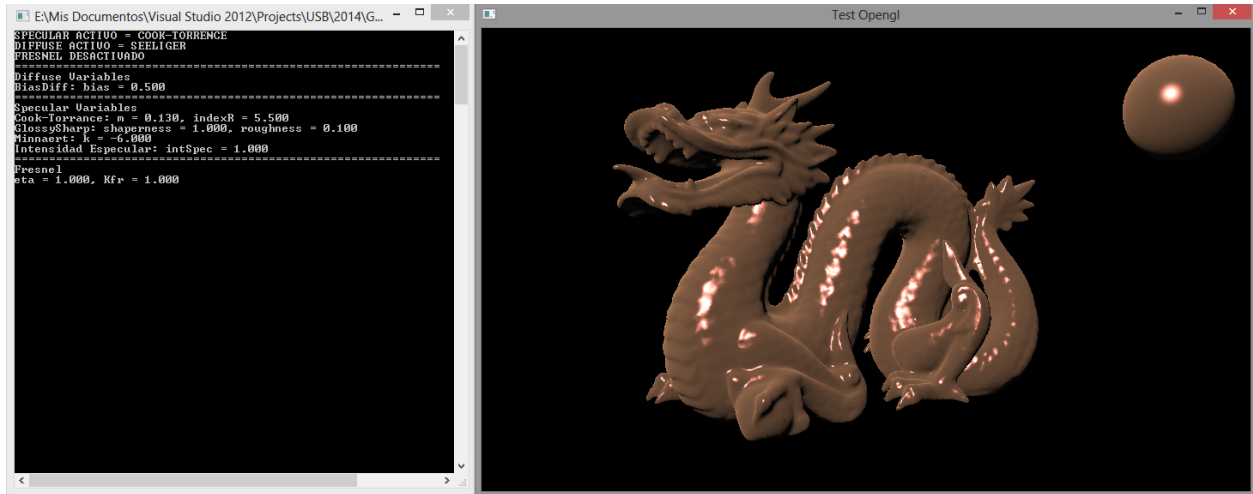 E:\Mis Documentos\Visual Studio 2012\Projects\USB\2014\G...
SPECULAR ACTIVO = COOK-TORRENCE
DIFFUSE ACTIVO = SEELIGER
FRESNEL DESACTIVADO
==============================================================
Diffuse Variables
BiasDiff: bias = 0.500
==============================================================
Specular Variables
Cook-Torrance: m = 0.130, indexR = 5.500
GlossySharp: shaperness = 1.000, roughness = 0.100
Minnaert: k = -6.000
Intensidad Especular: intSpec = 1.000
==============================================================
Fresnel
eta = 1.000, Kfr = 1.000
Test Opengl